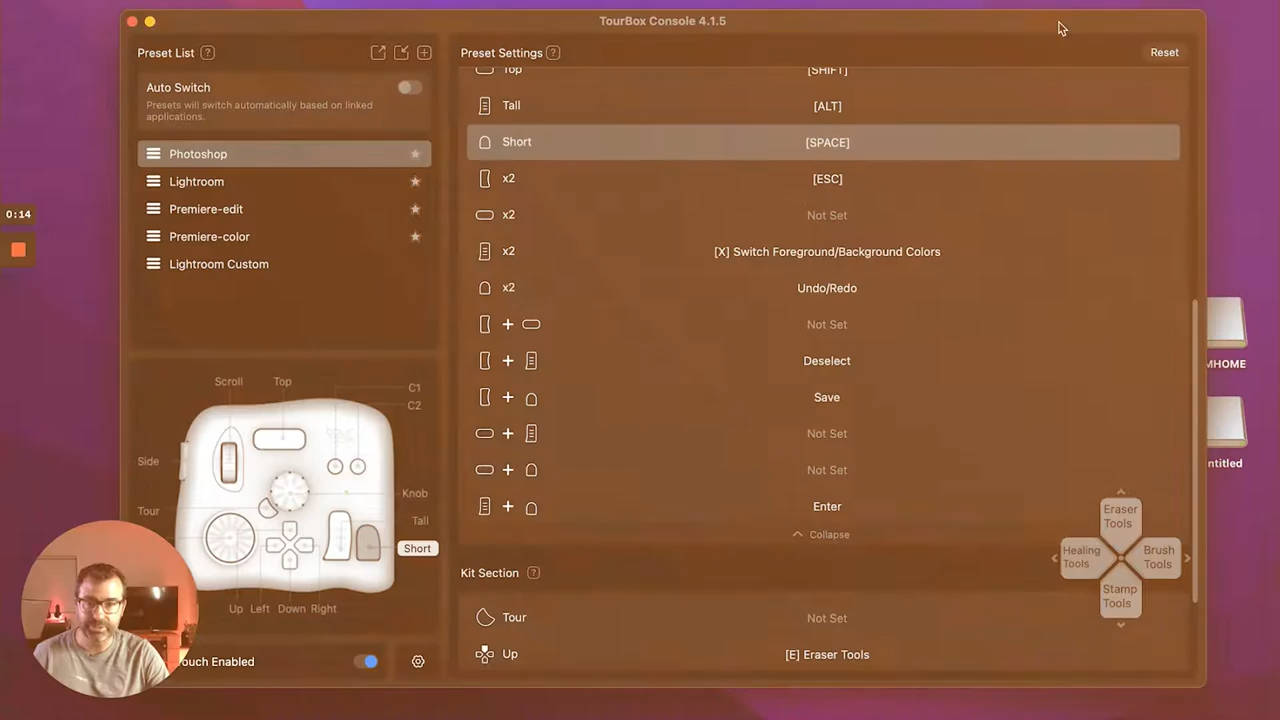 TourBox Console 4.1.5
Preset List ?
Auto Switch
Presets will switch automatically based on linked
applications.
Photoshop
Lightroom
Premiere-edit
Premiere-color
Lightroom Custom
0:14
Scroll
Top
C1
C2
Side
Knob
Tour
Tall
Short
Up
Left
Down
Right
ouch Enabled
Preset Settings ?
Reset
Top [SHIFT]
Tall [ALT]
Short [SPACE]
x2 [ESC]
x2 Not Set
x2 [X] Switch Foreground/Background Colors
x2 Undo/Redo
+ Not Set
+ Deselect
+ Save
+ Not Set
+ Not Set
+ Enter
Collapse
Kit Section ?
Tour Not Set
Up [E] Eraser Tools
Eraser
Tools
Healing
Tools
Brush
Tools
Stamp
Tools
MHOME
ntitled